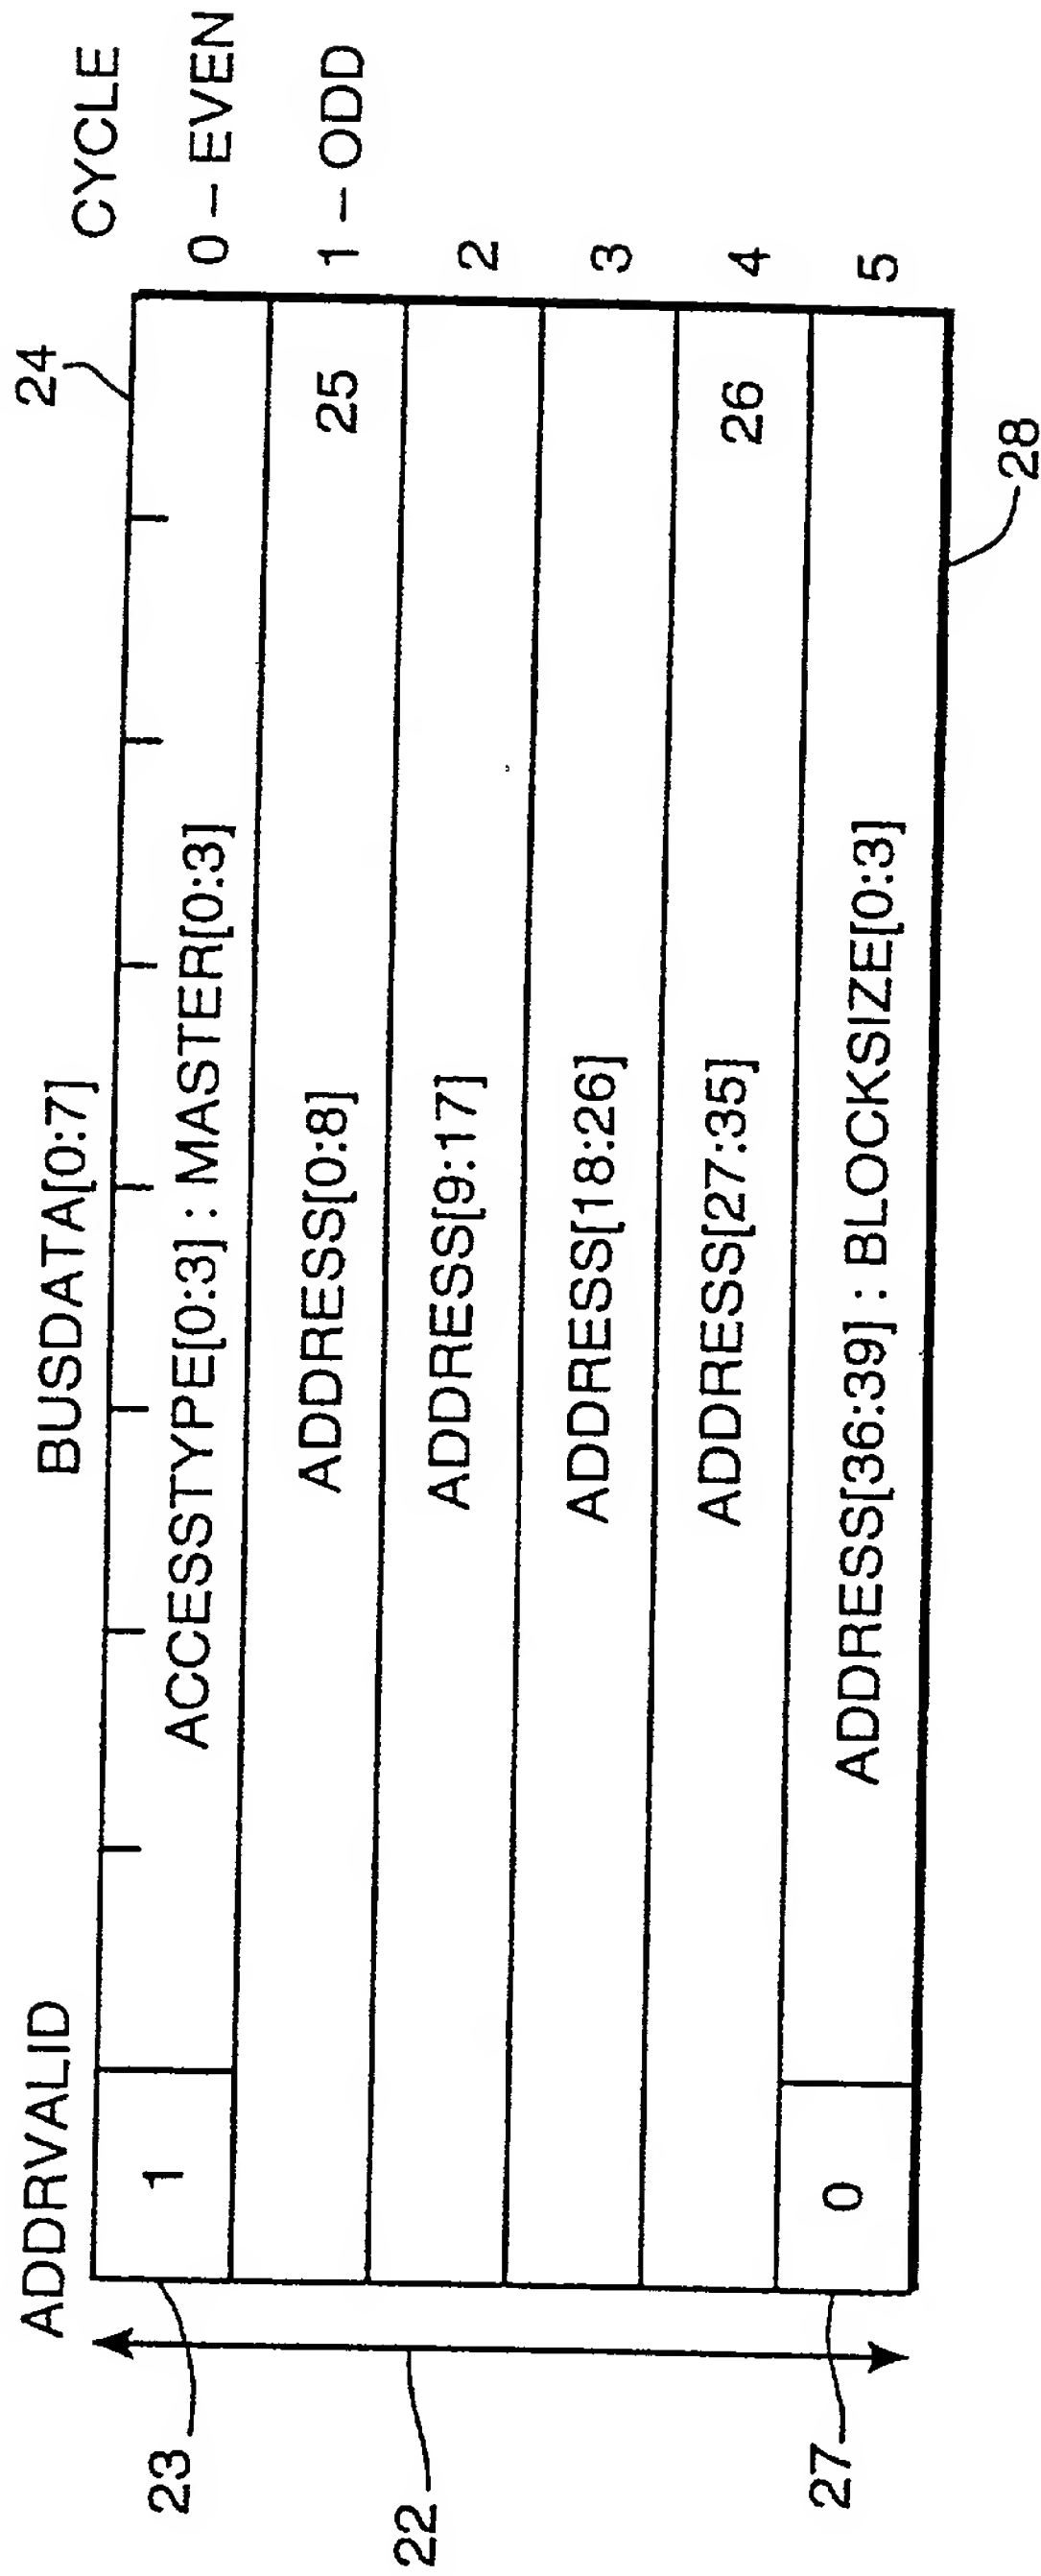 ADDRVALID BUSDATA[0:7] 24 CYCLE
23 1 ACCESSTYPE[0:3] : MASTER[0:3] 0 – EVEN
ADDRESS[0:8] 25 1 – ODD
22 ADDRESS[9:17] 2
ADDRESS[18:26] 3
ADDRESS[27:35] 26 4
27 0 ADDRESS[36:39] : BLOCKSIZE[0:3] 5
28